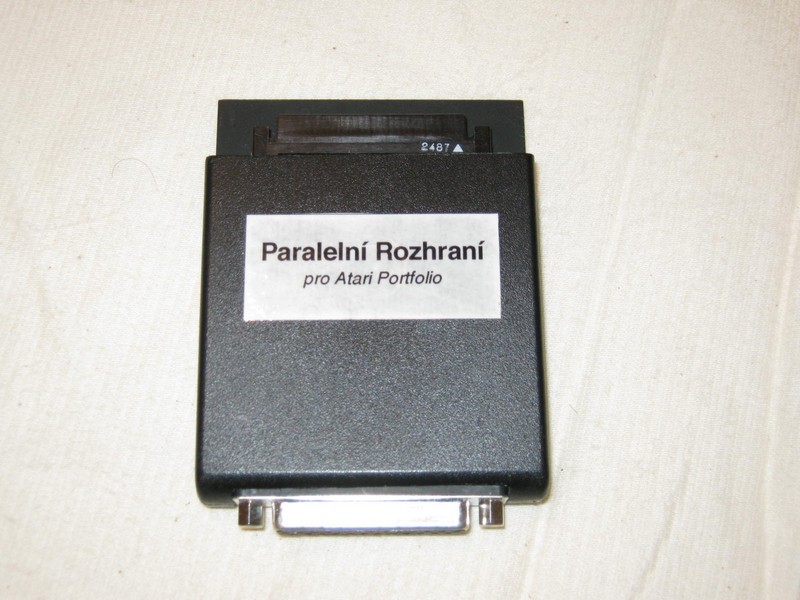 2487▲
Paralelní Rozhraní
pro Atari Portfolio